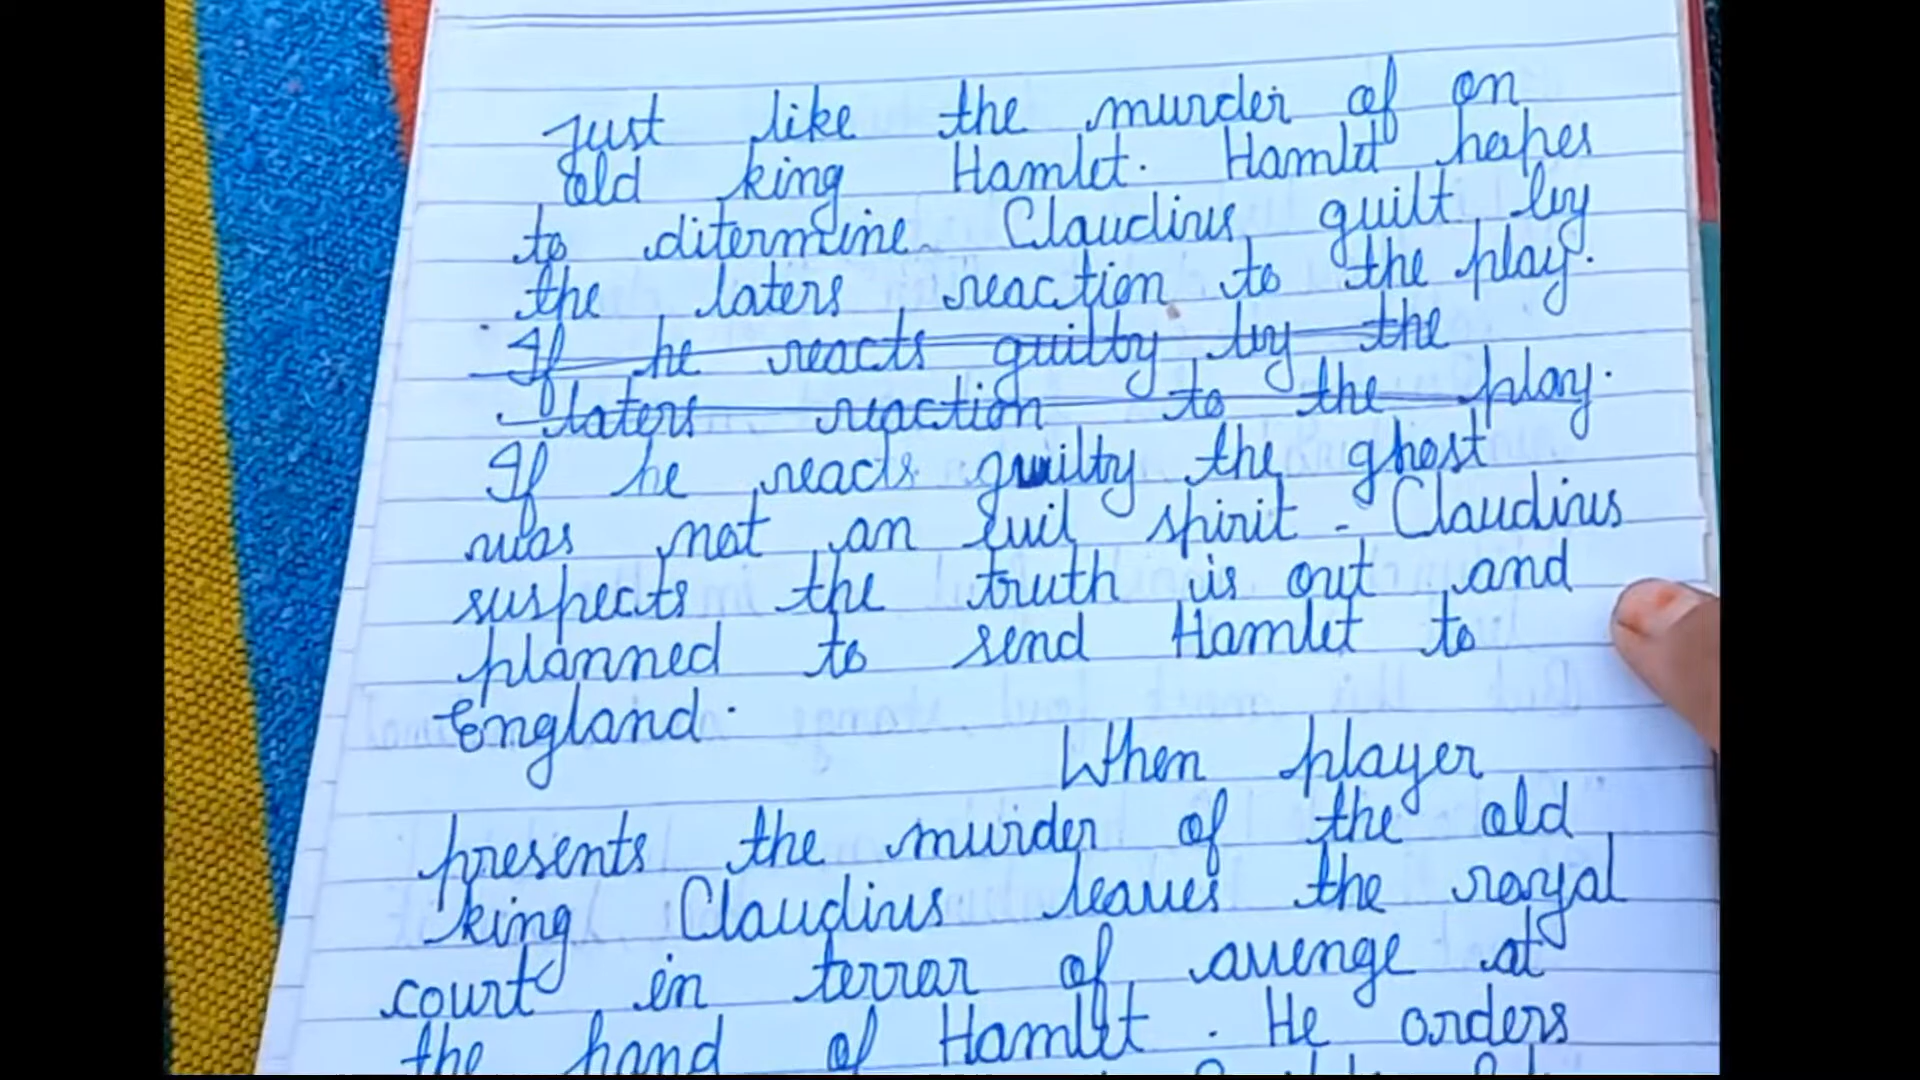 Just like the murder of an
old king Hamlet. Hamlet hopes
to ditermine Claudius guilt by
the laters reaction to the play.
If he reacts guilty by the
laters reaction to the play.
If he reacts guilty the ghost
was not an evil spirit - Claudius
suspects the truth is out and
planned to send Hamlet to
England.
When player
presents the murder of the old
king Claudius leaves the royal
court in terror of avenge at
the hand of Hamlet. He orders